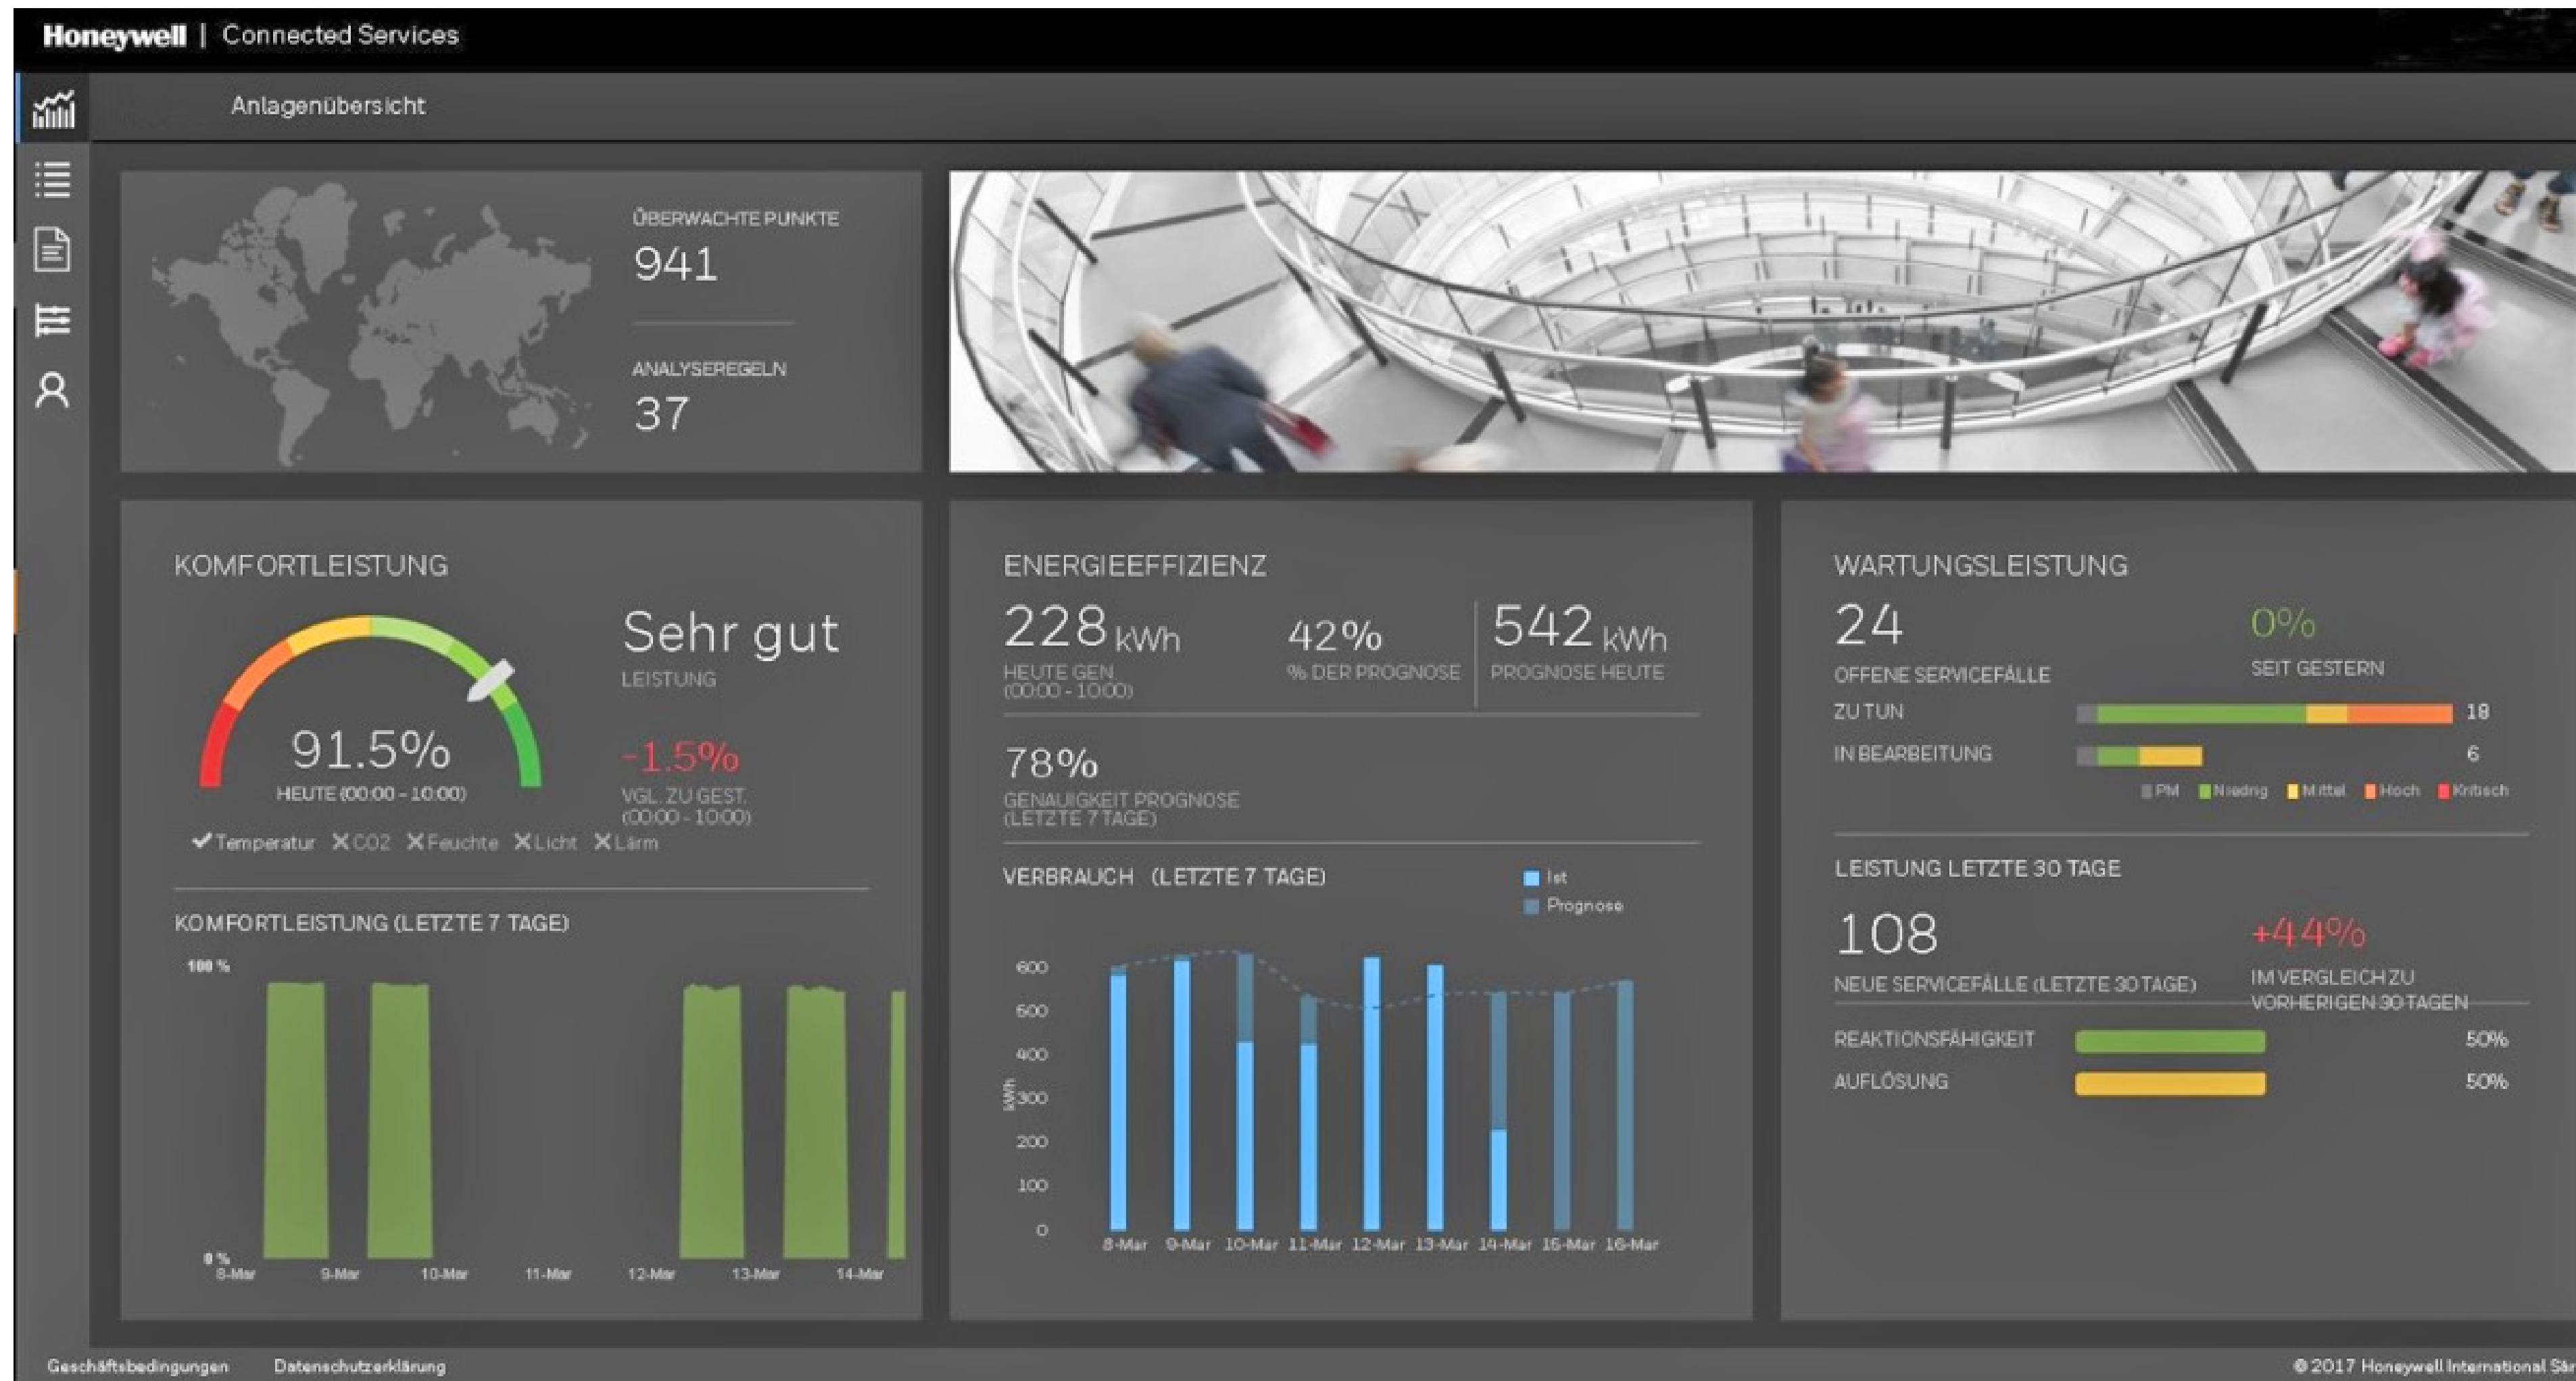 Honeywell | Connected Services
Anlagenübersicht
ÜBERWACHTE PUNKTE
941
ANALYSEREGELN
37
KOMFORTLEISTUNG
91.5%
HEUTE (00:00 - 10:00)
Sehr gut
LEISTUNG
-1.5%
VGL. ZU GEST.
(00:00 - 10:00)
Temperatur CO2 Feuchte Licht Lärm
KOMFORTLEISTUNG (LETZTE 7 TAGE)
100 %
0 %
8-Mar 9-Mar 10-Mar 11-Mar 12-Mar 13-Mar 14-Mar
ENERGIEEFFIZIENZ
228 kWh
HEUTE GEN.
(00:00 - 10:00)
42%
% DER PROGNOSE
542 kWh
PROGNOSE HEUTE
78%
GENAUIGKEIT PROGNOSE
(LETZTE 7 TAGE)
VERBRAUCH (LETZTE 7 TAGE)
Ist
Prognose
600
500
400
kWh
300
200
100
0
8-Mar 9-Mar 10-Mar 11-Mar 12-Mar 13-Mar 14-Mar 15-Mar 16-Mar
WARTUNGSLEISTUNG
24
OFFENE SERVICEFÄLLE
0%
SEIT GESTERN
ZU TUN 18
IN BEARBEITUNG 6
PM Niedrig Mittel Hoch Kritisch
LEISTUNG LETZTE 30 TAGE
108
NEUE SERVICEFÄLLE (LETZTE 30 TAGE)
+44%
IM VERGLEICH ZU
VORHERIGEN 30 TAGEN
REAKTIONSFÄHIGKEIT 50%
AUFLÖSUNG 50%
Geschäftsbedingungen Datenschutzerklärung
© 2017 Honeywell International Sàr